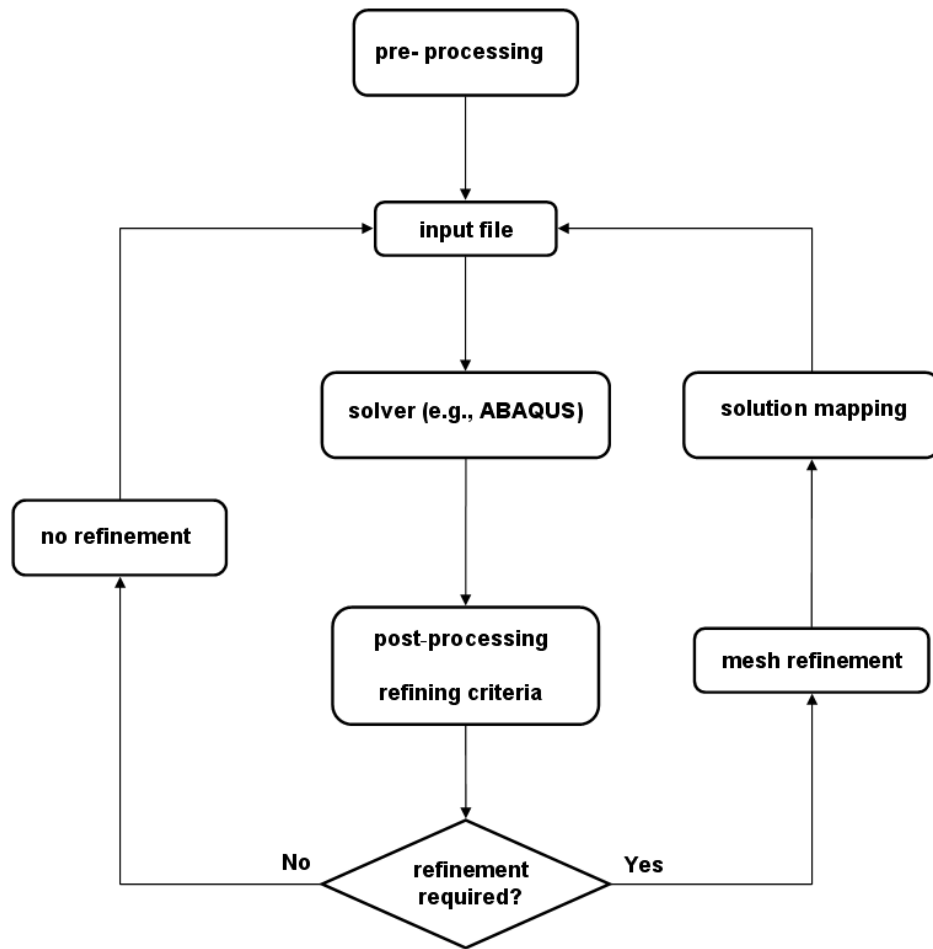 pre- processing
input file
solver (e.g., ABAQUS)
solution mapping
no refinement
post-processing
refining criteria
mesh refinement
No
refinement
required?
Yes